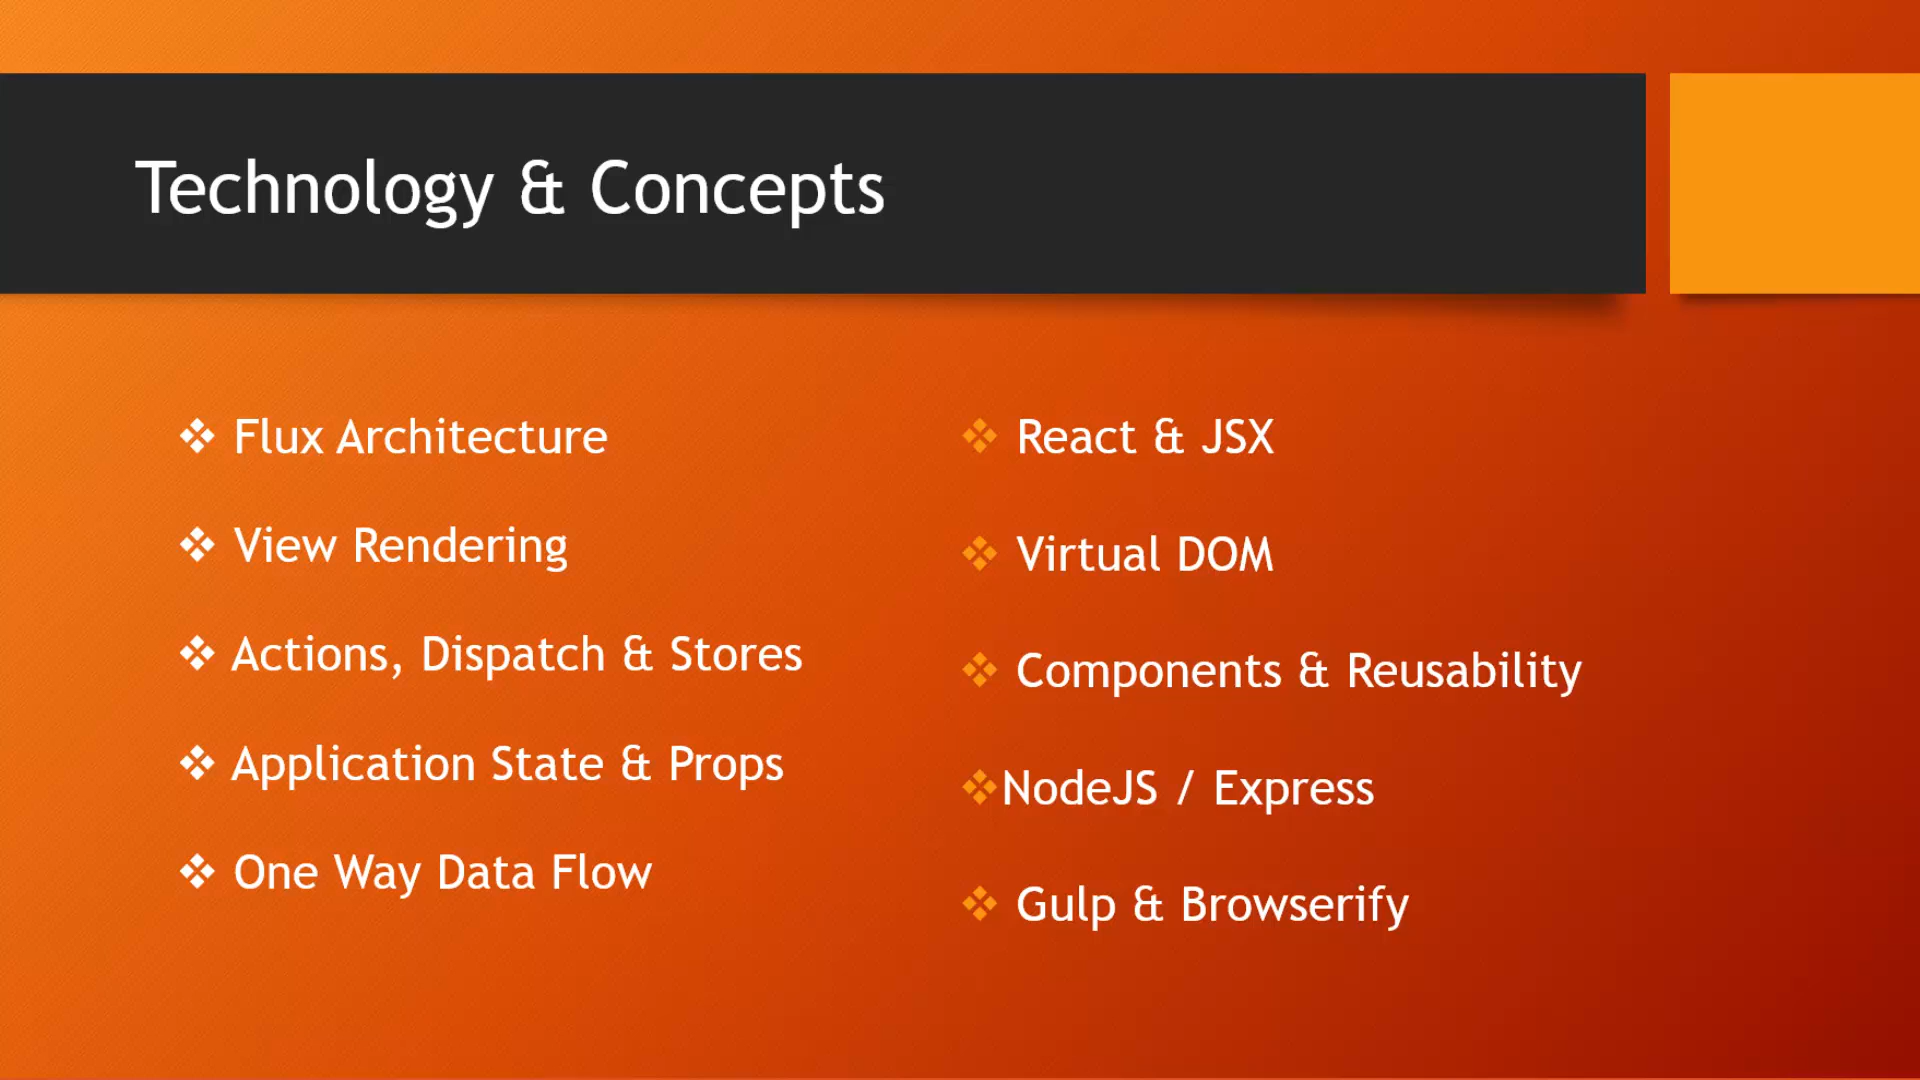 Technology & Concepts
❖ Flux Architecture
❖ View Rendering
❖ Actions, Dispatch & Stores
❖ Application State & Props
❖ One Way Data Flow
❖ React & JSX
❖ Virtual DOM
❖ Components & Reusability
❖NodeJS / Express
❖ Gulp & Browserify